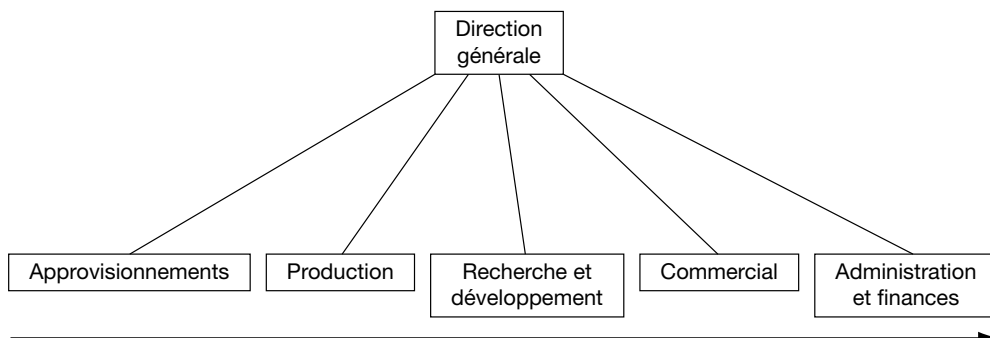 Direction
générale
Approvisionnements
Production
Recherche et
développement
Commercial
Administration
et finances